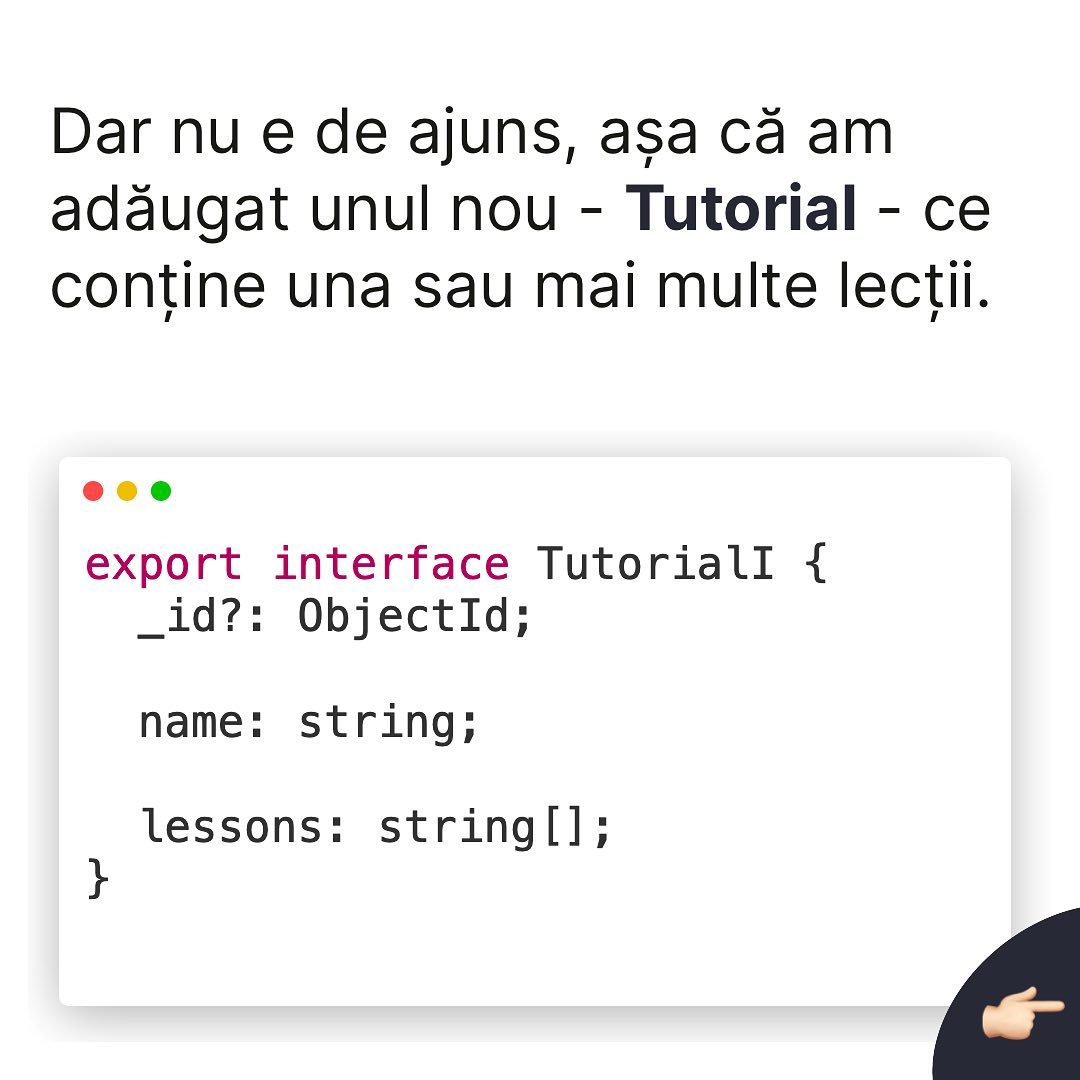 Dar nu e de ajuns, așa că am
adăugat unul nou - Tutorial - ce
conține una sau mai multe lecții.
export interface TutorialI {
  _id?: ObjectId;
  name: string;
  lessons: string[];
}